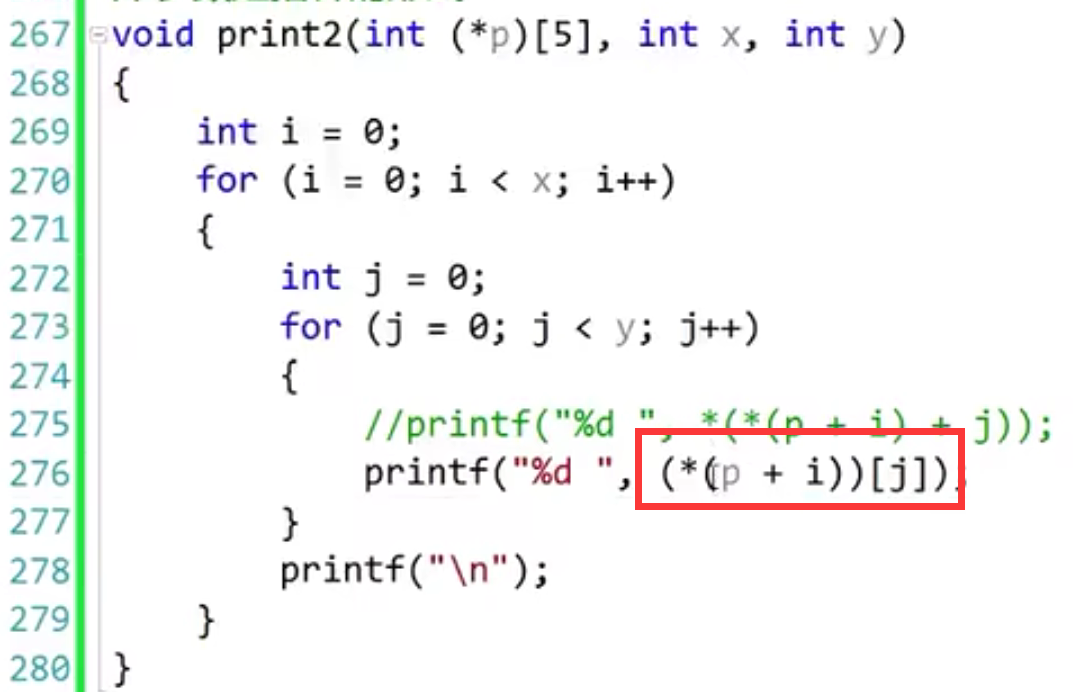 267 void print2(int (*p)[5], int x, int y)
268 {
269 int i = 0;
270 for (i = 0; i < x; i++)
271 {
272 int j = 0;
273 for (j = 0; j < y; j++)
274 {
275 //printf("%d ", *(*(p + i) + j));
276 printf("%d ", (*(p + i))[j]);
277 }
278 printf("\n");
279 }
280 }